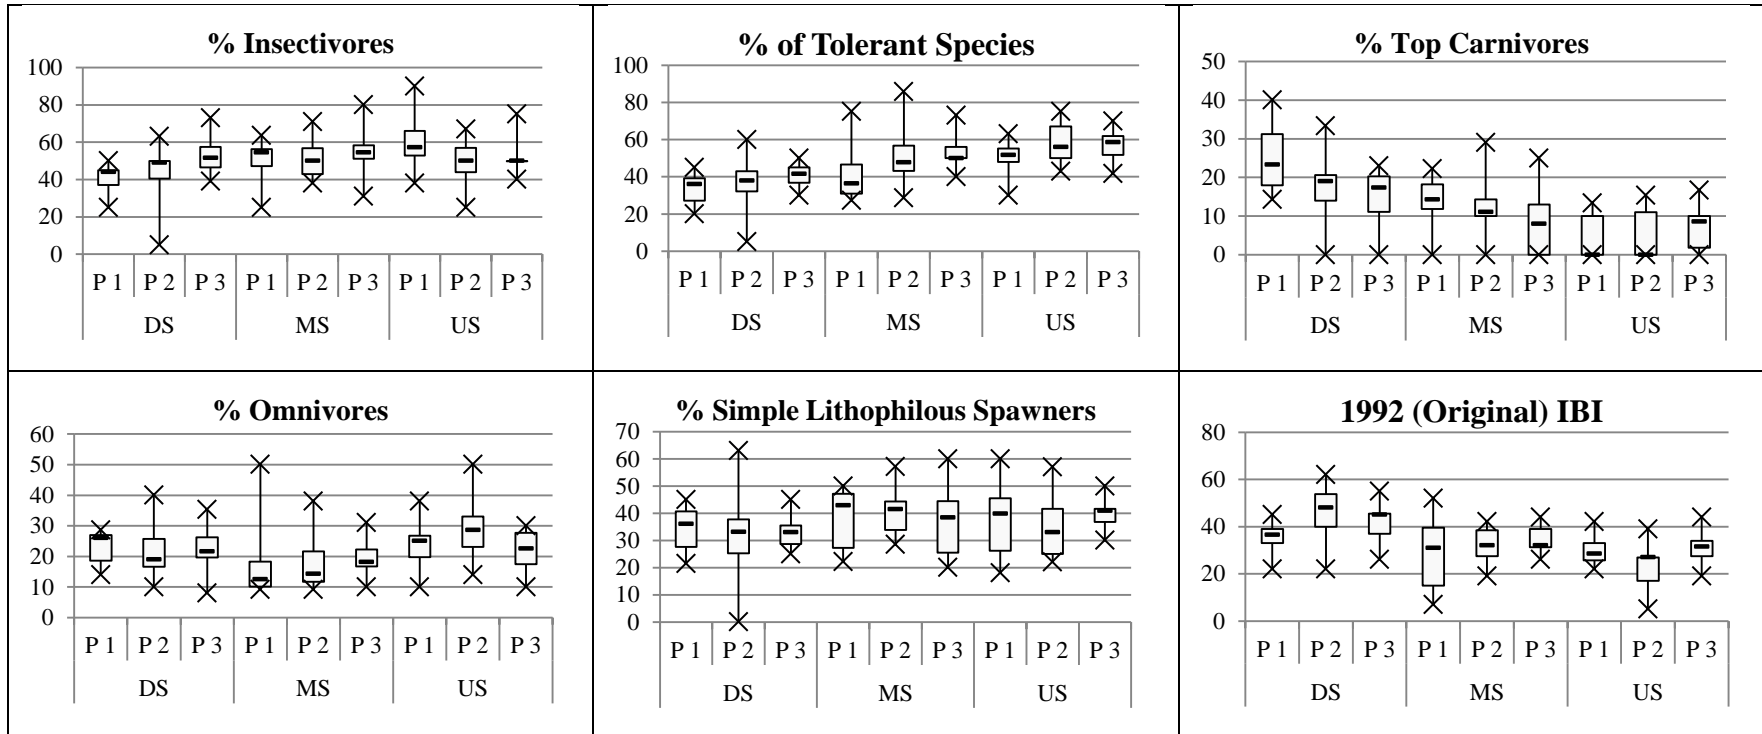 % Insectivores
100
80
60
40
20
0
P 1 P 2 P 3 P 1 P 2 P 3 P 1 P 2 P 3
DS MS US
% of Tolerant Species
100
80
60
40
20
0
P 1 P 2 P 3 P 1 P 2 P 3 P 1 P 2 P 3
DS MS US
% Top Carnivores
50
40
30
20
10
0
P 1 P 2 P 3 P 1 P 2 P 3 P 1 P 2 P 3
DS MS US
% Omnivores
60
50
40
30
20
10
0
P 1 P 2 P 3 P 1 P 2 P 3 P 1 P 2 P 3
DS MS US
% Simple Lithophilous Spawners
70
60
50
40
30
20
10
0
P 1 P 2 P 3 P 1 P 2 P 3 P 1 P 2 P 3
DS MS US
1992 (Original) IBI
80
60
40
20
0
P 1 P 2 P 3 P 1 P 2 P 3 P 1 P 2 P 3
DS MS US